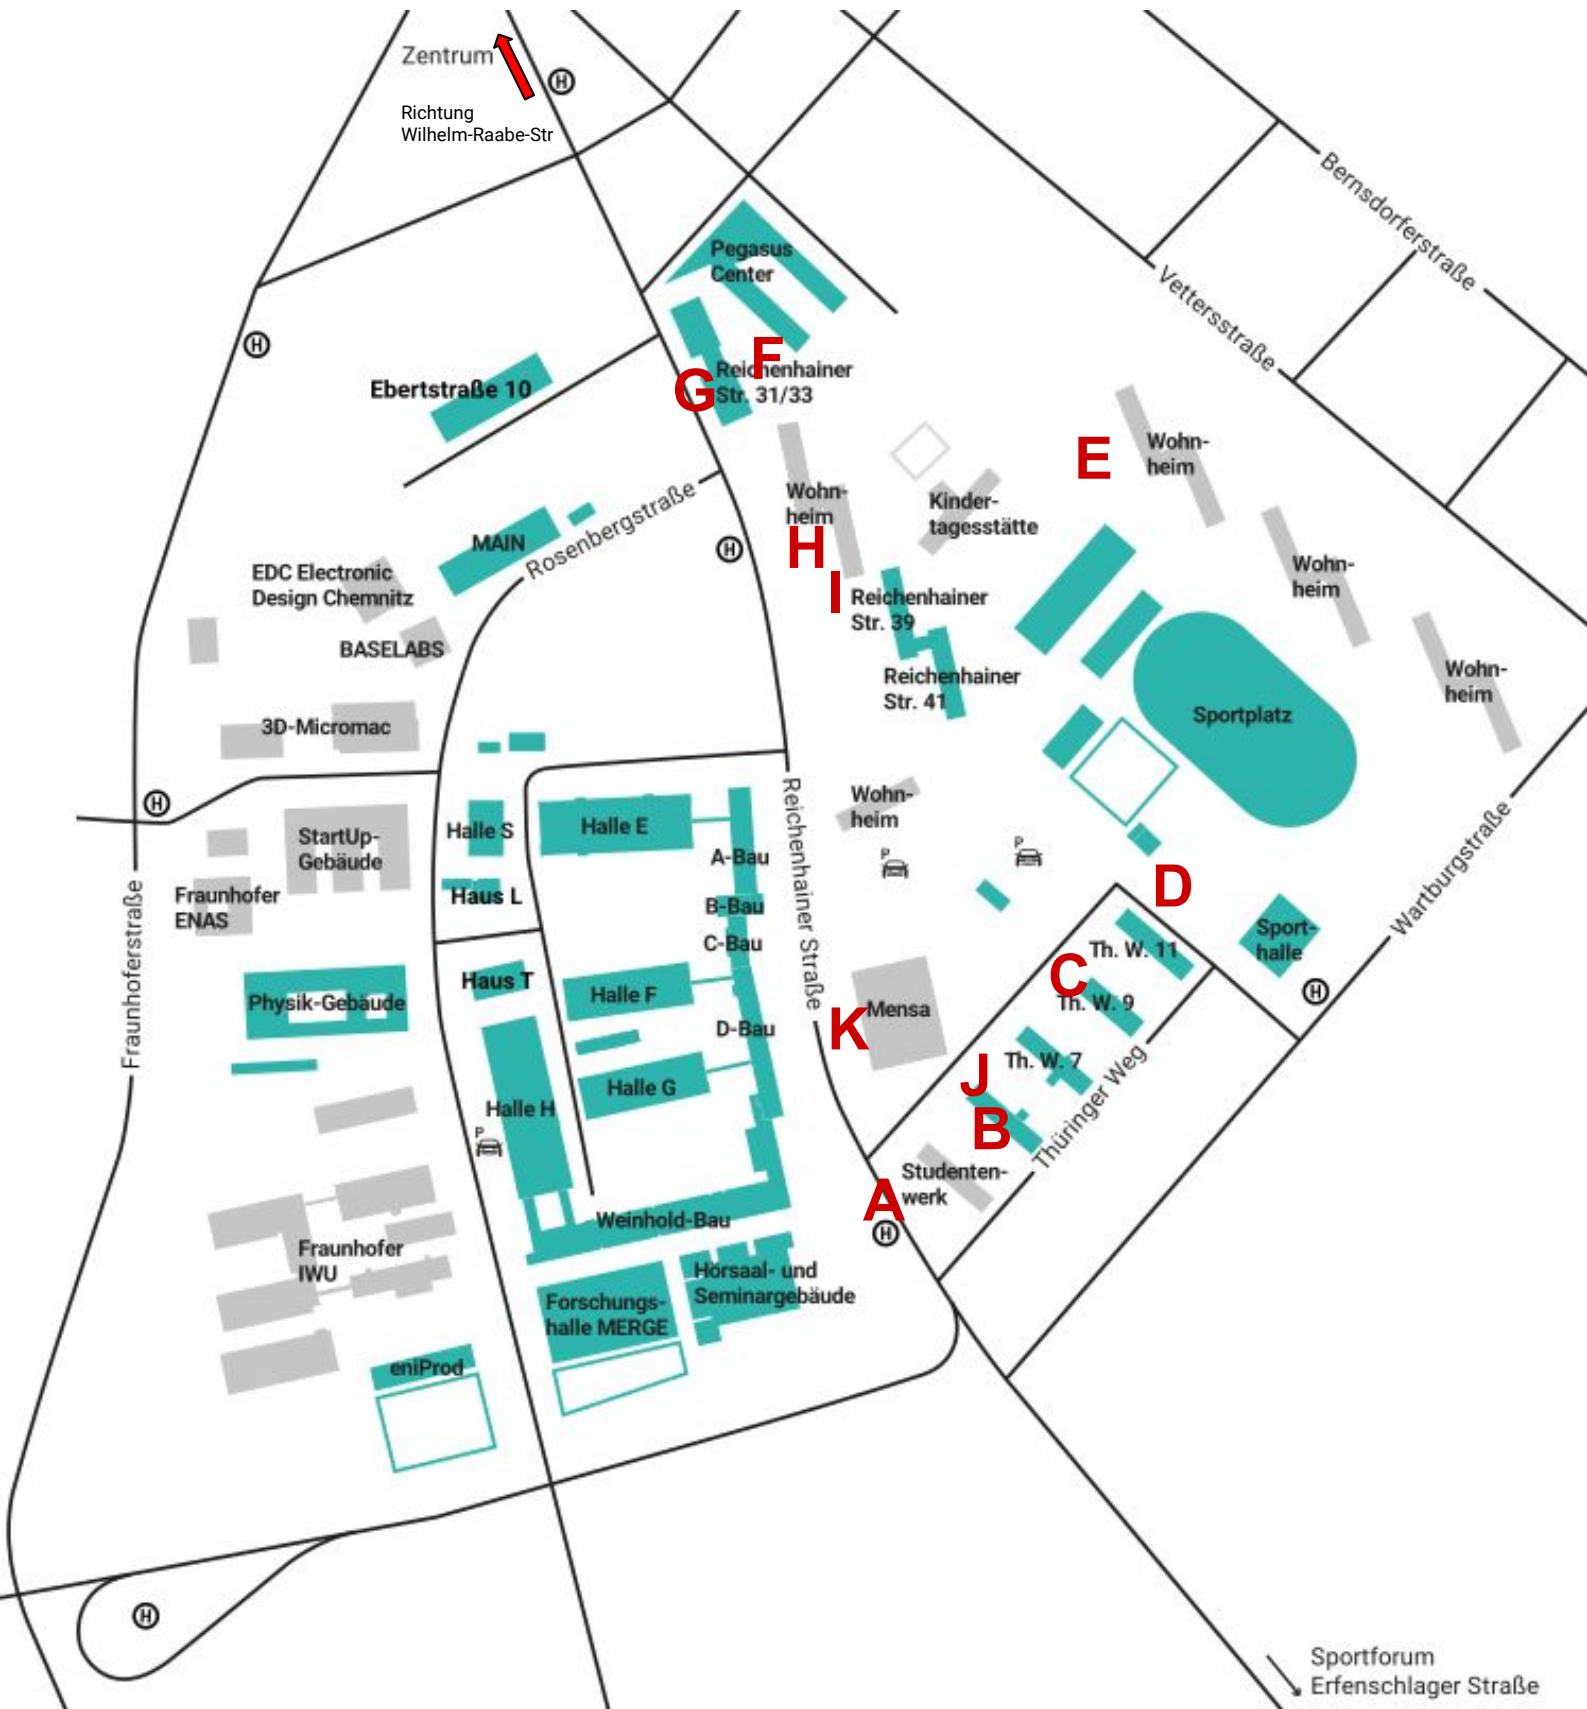 Zentrum
H
Richtung
Wilhelm-Raabe-Str
Bernsdorferstraße
Pegasus
Center
Vettersstraße
H
F
Reichenhainer
Str. 31/33
G
Ebertstraße 10
E
Wohn-
heim
Wohn-
heim
Kinder-
tagesstätte
Rosenbergstraße
MAIN
H
H
EDC Electronic
Design Chemnitz
I
Reichenhainer
Str. 39
Wohn-
heim
BASELABS
Reichenhainer
Str. 41
Wohn-
heim
Sportplatz
3D-Micromac
H
Wohn-
heim
Reichenhainer Straße
StartUp-
Gebäude
Halle S
Halle E
A-Bau
P
P
Wartburgstraße
Fraunhofer
ENAS
Haus L
B-Bau
D
Fraunhoferstraße
C-Bau
Th. W. 11
Sport-
halle
C
Haus T
Halle F
H
Physik-Gebäude
Th. W. 9
Mensa
K
D-Bau
Th. W. 7
J
Halle G
Thüringer Weg
Halle H
P
B
Studenten-
werk
A
H
Weinhold-Bau
Fraunhofer
IWU
Hörsaal- und
Seminargebäude
Forschungs-
halle MERGE
eniProd
H
Sportforum
Erfenschlager Straße